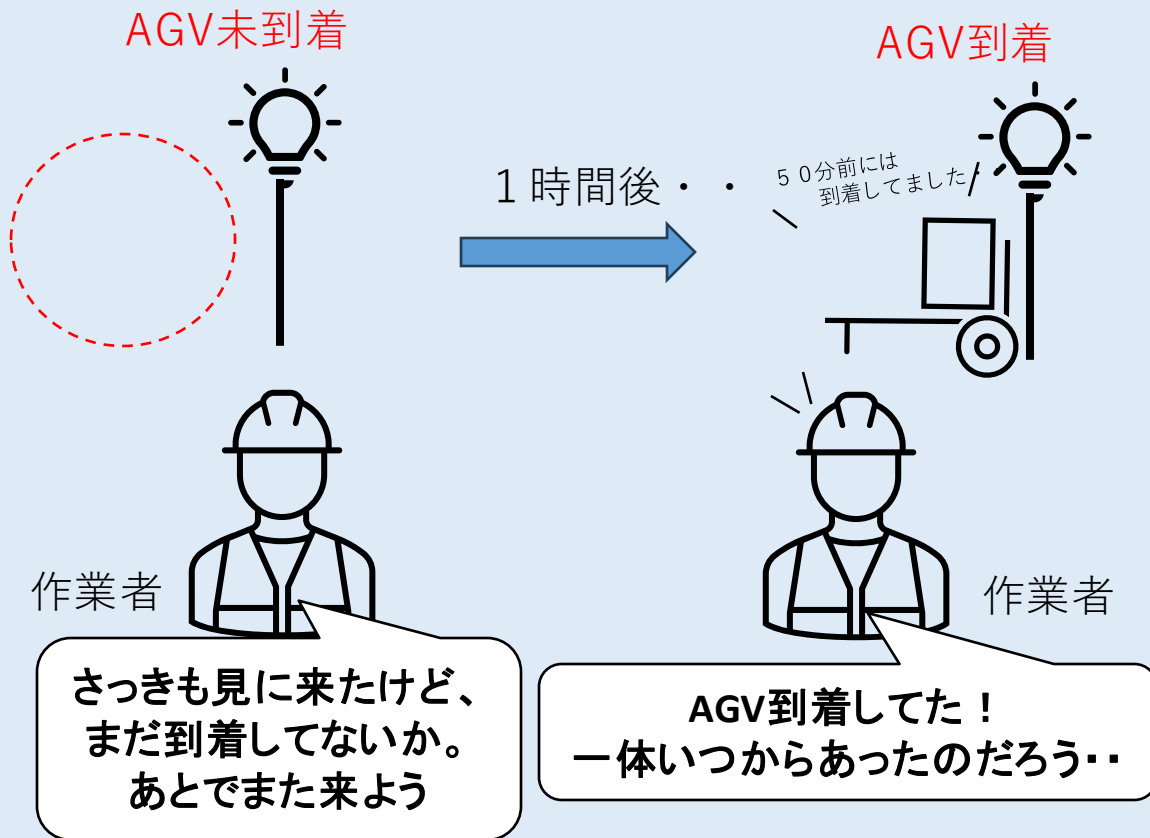 AGV未到着
AGV到着
１時間後・・
５０分前には
到着してました・
作業者
作業者
さっきも見に来たけど、
まだ到着してないか。
あとでまた来よう
AGV到着してた！
一体いつからあったのだろう・・